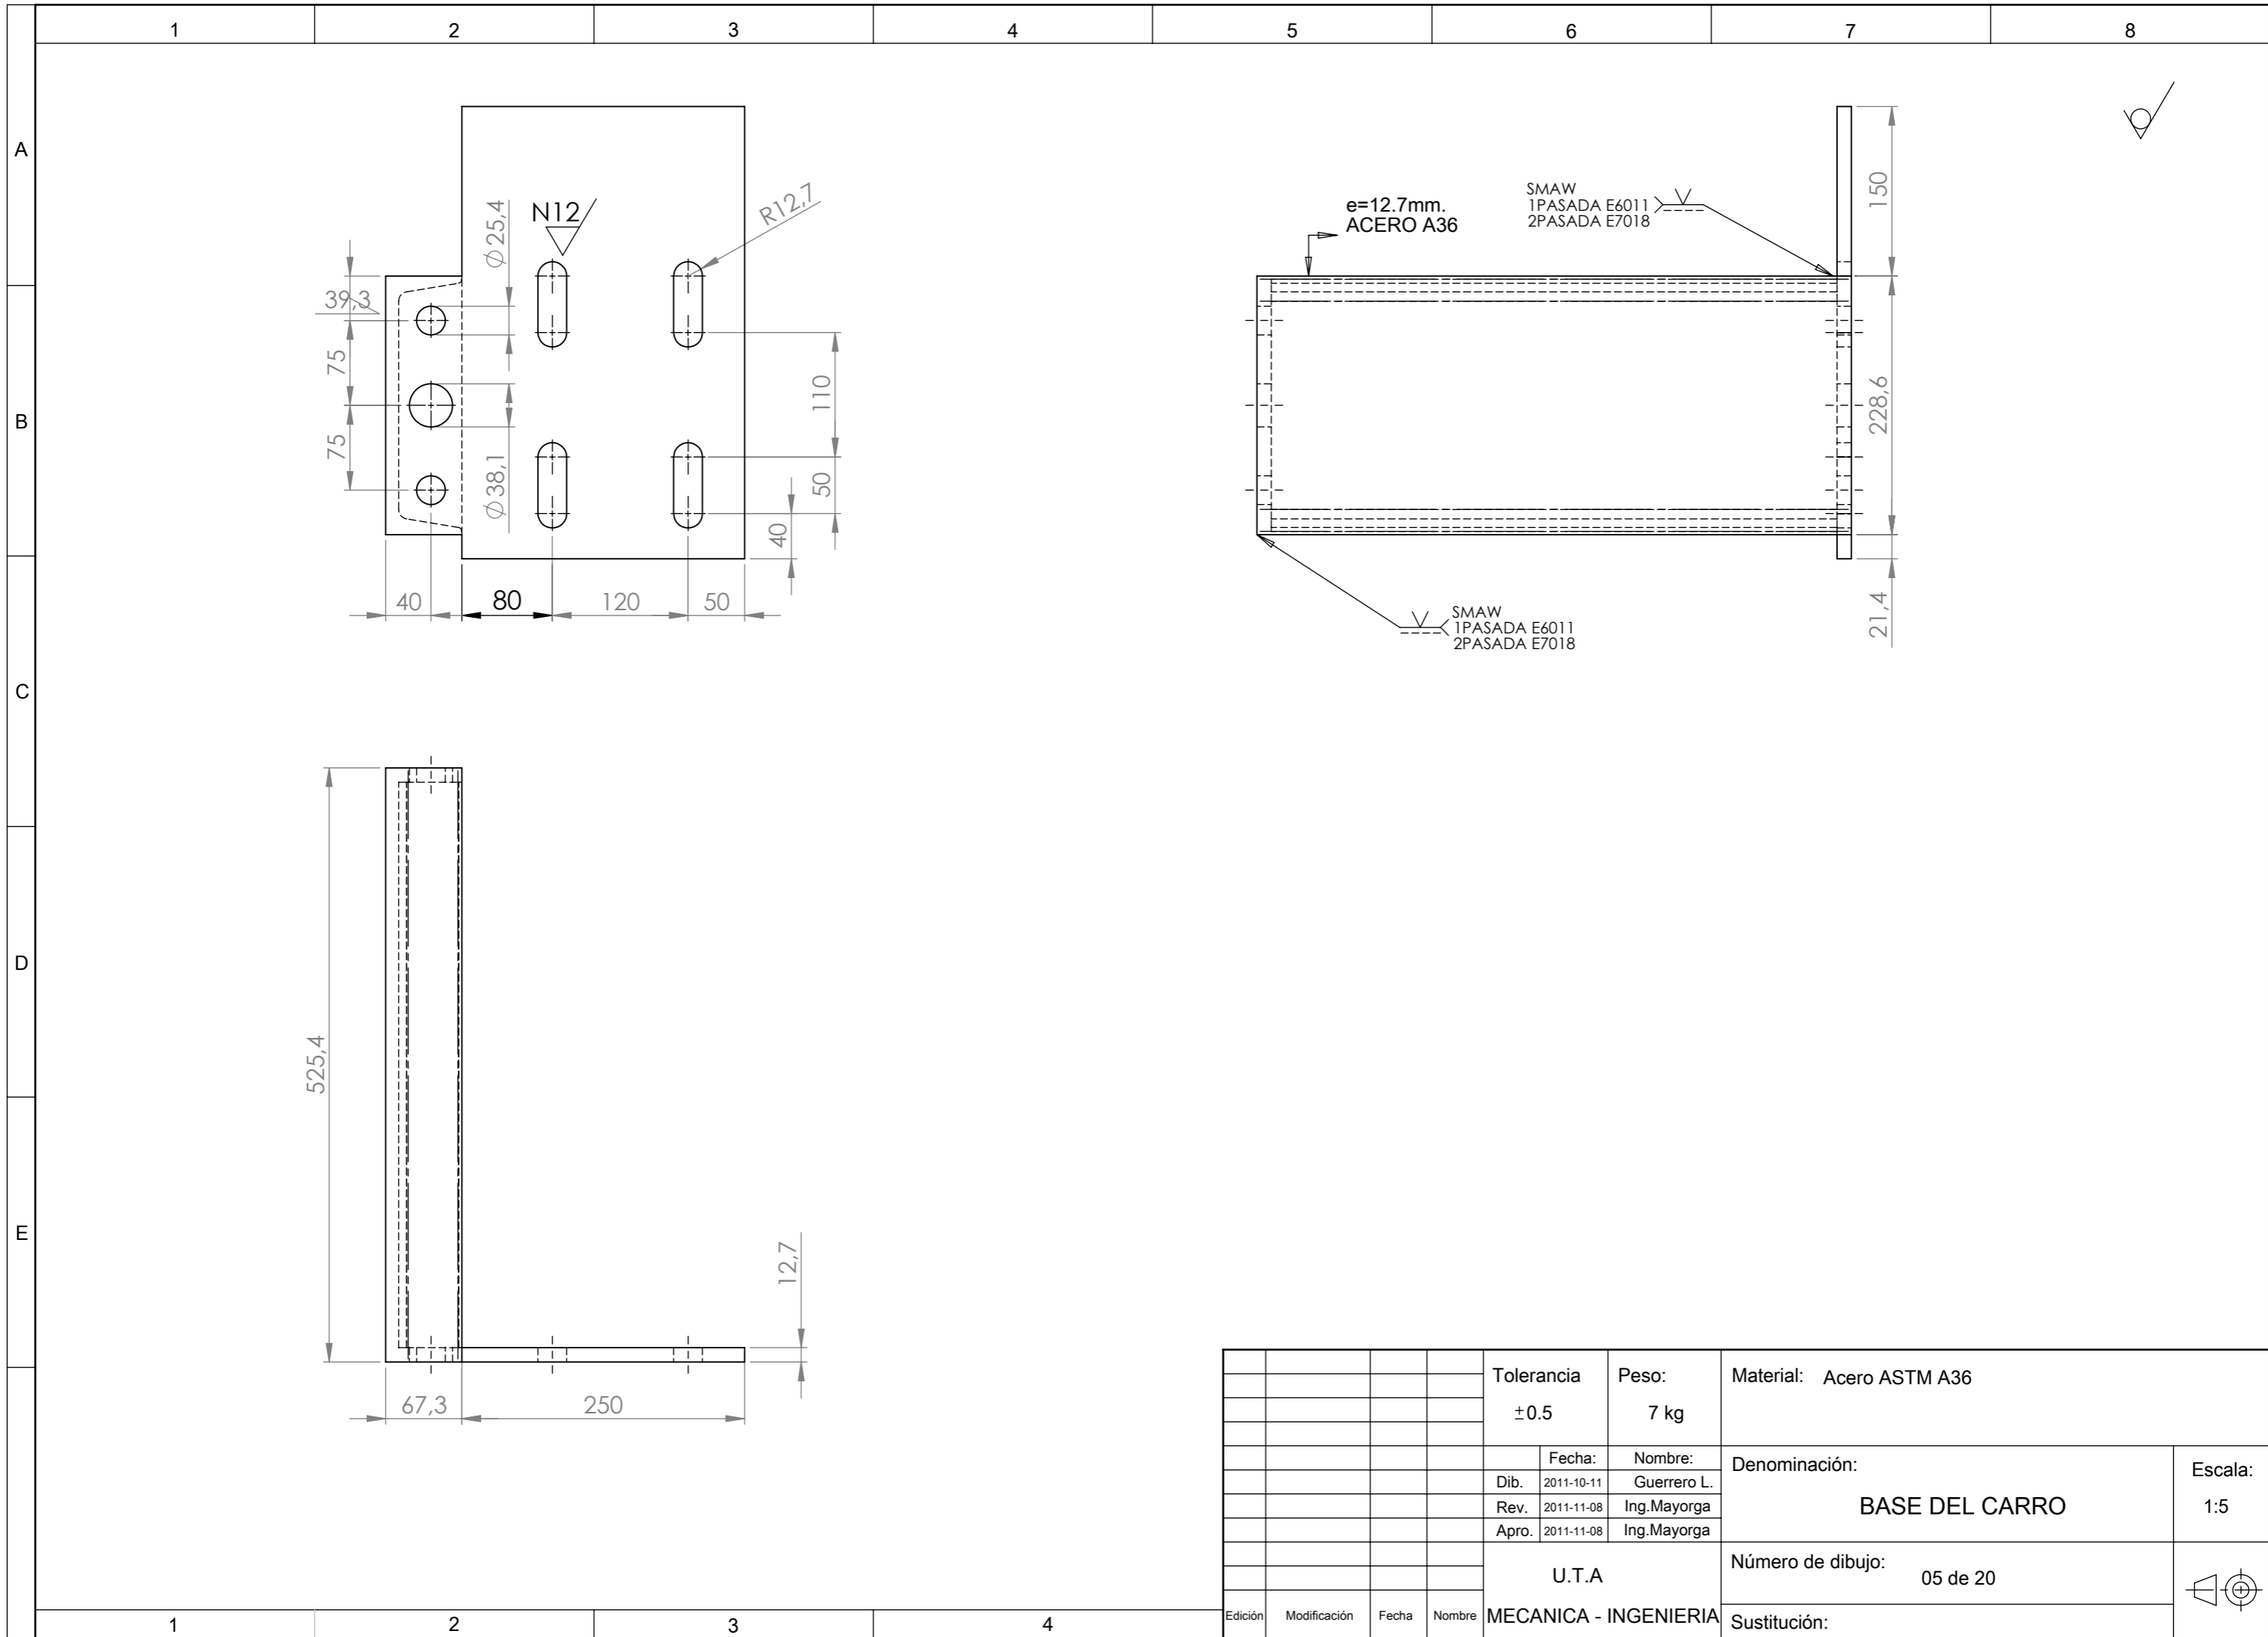 1 2 3 4 5 6 7 8
A
B
C
D
E
N12
Ø25,4
R12,7
39,3
75
75
Ø38,1
110
50
40
40 80 120 50
e=12.7mm.
ACERO A36
SMAW
1PASADA E6011
2PASADA E7018
150
228,6
21,4
SMAW
1PASADA E6011
2PASADA E7018
525,4
12,7
67,3 250
Tolerancia
±0.5
Peso:
7 kg
Material: Acero ASTM A36
Fecha: Nombre:
Dib. 2011-10-11 Guerrero L.
Rev. 2011-11-08 Ing.Mayorga
Apro. 2011-11-08 Ing.Mayorga
Denominación:
BASE DEL CARRO
Escala:
1:5
U.T.A
MECANICA - INGENIERIA
Número de dibujo:
05 de 20
Sustitución:
Edición Modificación Fecha Nombre
1 2 3 4